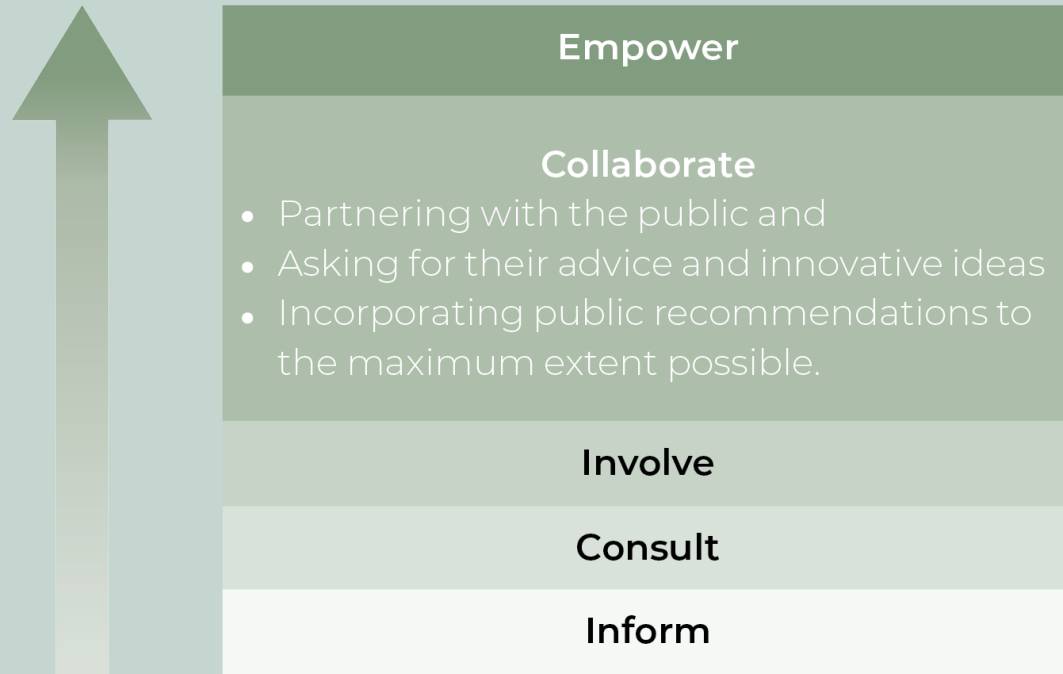 Empower
Collaborate
• Partnering with the public and
• Asking for their advice and innovative ideas
• Incorporating public recommendations to
the maximum extent possible.
Involve
Consult
Inform